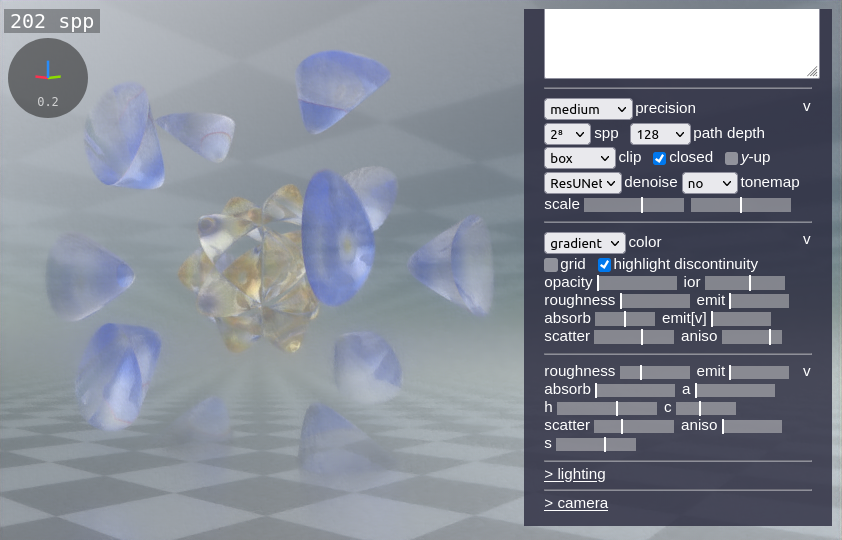 202 spp
0.2
medium precision v
2⁸ spp 128 path depth
box clip closed y-up
ResUNet denoise no tonemap
scale
gradient color v
grid highlight discontinuity
opacity ior
roughness emit
absorb emit[v]
scatter aniso
roughness emit v
absorb a
h c
scatter aniso
s
> lighting
> camera